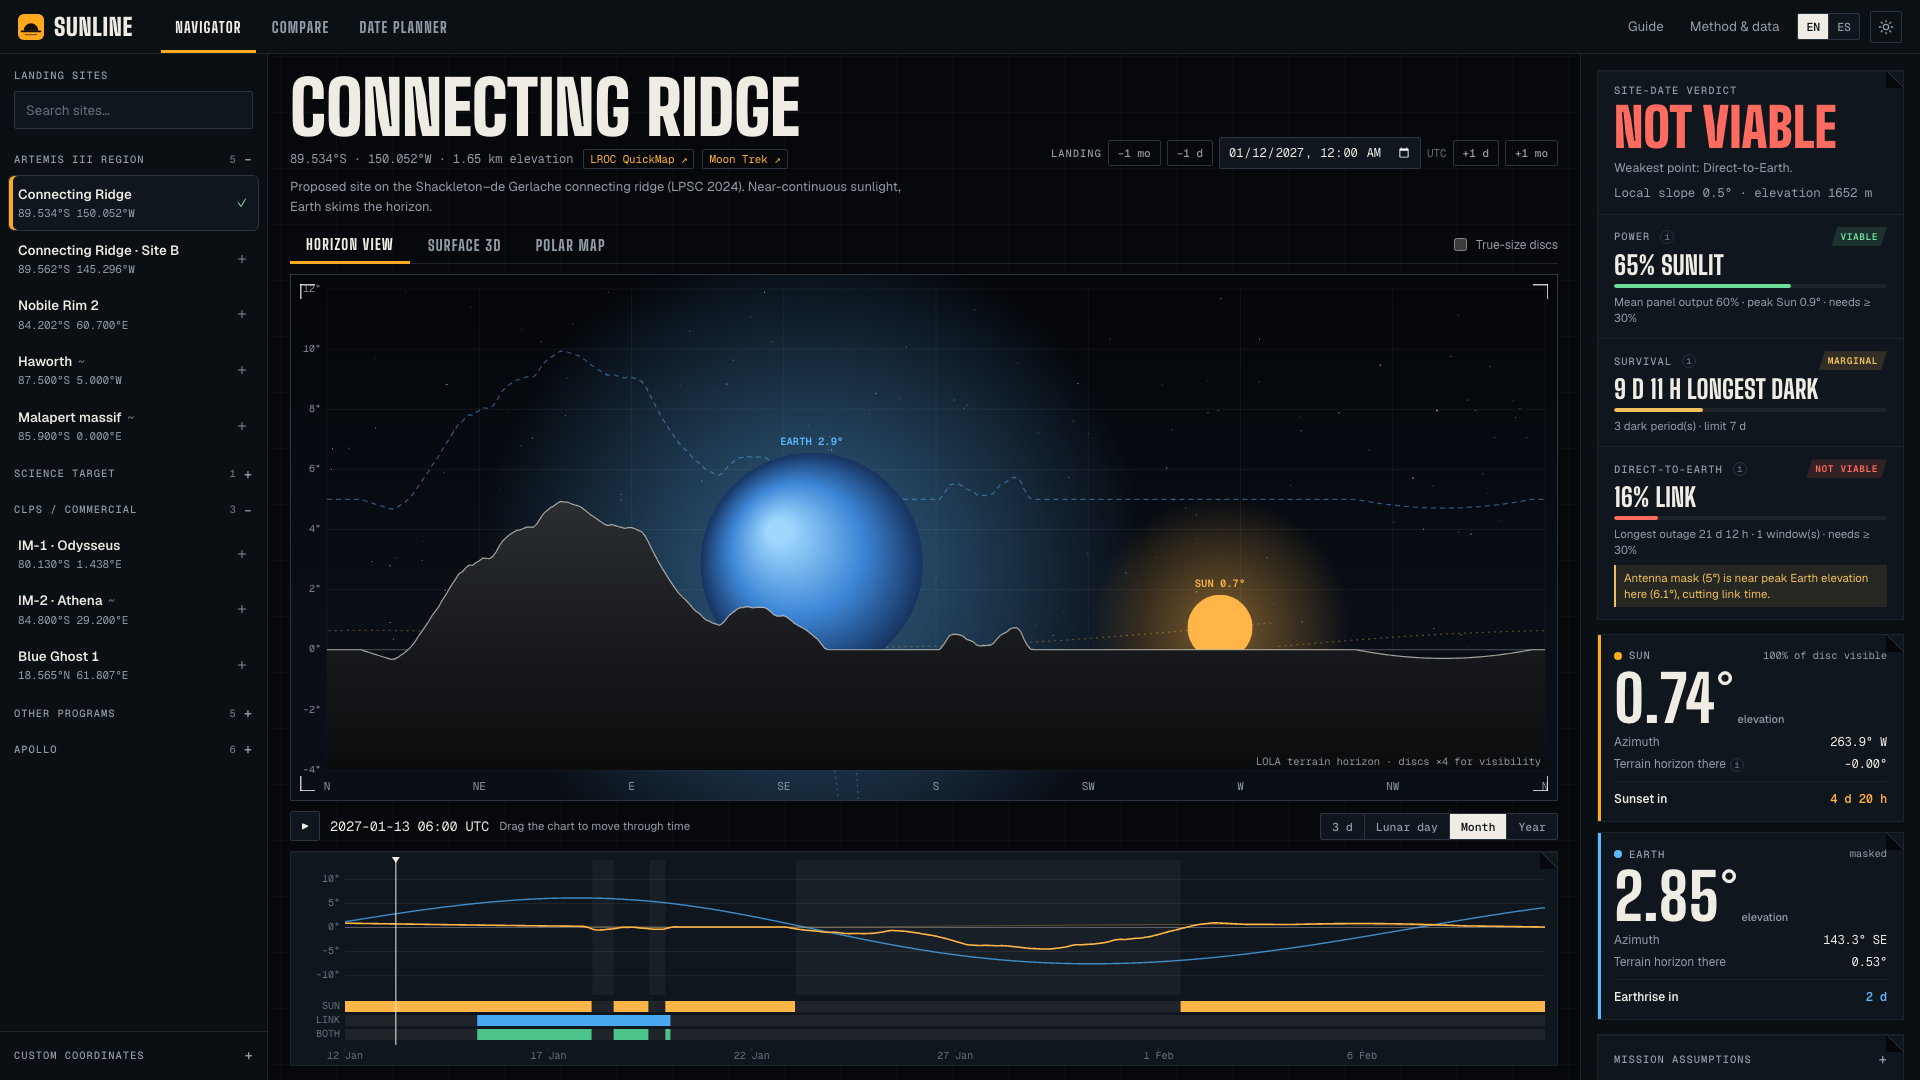 SUNLINE
NAVIGATOR
COMPARE
DATE PLANNER
Guide
Method & data
EN
ES
LANDING SITES
Search sites…
ARTEMIS III REGION 5 −
Connecting Ridge
89.534°S 150.052°W
✓
Connecting Ridge · Site B
89.562°S 145.296°W
+
Nobile Rim 2
84.202°S 60.700°E
+
Haworth ~
87.500°S 5.000°W
+
Malapert massif ~
85.900°S 0.000°E
+
SCIENCE TARGET 1 +
CLPS / COMMERCIAL 3 −
IM-1 · Odysseus
80.130°S 1.438°E
+
IM-2 · Athena ~
84.800°S 29.200°E
+
Blue Ghost 1
18.565°N 61.807°E
+
OTHER PROGRAMS 5 +
APOLLO 6 +
CUSTOM COORDINATES +
CONNECTING RIDGE
89.534°S · 150.052°W · 1.65 km elevation
LROC QuickMap ↗
Moon Trek ↗
Proposed site on the Shackleton–de Gerlache connecting ridge (LPSC 2024). Near-continuous sunlight,
Earth skims the horizon.
LANDING
−1 mo
−1 d
01/12/2027, 12:00 AM
UTC
+1 d
+1 mo
HORIZON VIEW
SURFACE 3D
POLAR MAP
True-size discs
12°
10°
8°
6°
4°
2°
0°
-2°
-4°
EARTH 2.9°
SUN 0.7°
LOLA terrain horizon · discs ×4 for visibility
N NE E SE S SW W NW N
▶
2027-01-13 06:00 UTC
Drag the chart to move through time
3 d
Lunar day
Month
Year
10°
5°
0°
-5°
-10°
SUN
LINK
BOTH
12 Jan 17 Jan 22 Jan 27 Jan 1 Feb 6 Feb
SITE-DATE VERDICT
NOT VIABLE
Weakest point: Direct-to-Earth.
Local slope 0.5° · elevation 1652 m
POWER i
VIABLE
65% SUNLIT
Mean panel output 60% · peak Sun 0.9° · needs ≥
30%
SURVIVAL i
MARGINAL
9 D 11 H LONGEST DARK
3 dark period(s) · limit 7 d
DIRECT-TO-EARTH i
NOT VIABLE
16% LINK
Longest outage 21 d 12 h · 1 window(s) · needs ≥
30%
Antenna mask (5°) is near peak Earth elevation
here (6.1°), cutting link time.
SUN
100% of disc visible
0.74° elevation
Azimuth 263.9° W
Terrain horizon there i -0.00°
Sunset in 4 d 20 h
EARTH
masked
2.85° elevation
Azimuth 143.3° SE
Terrain horizon there 0.53°
Earthrise in 2 d
MISSION ASSUMPTIONS +